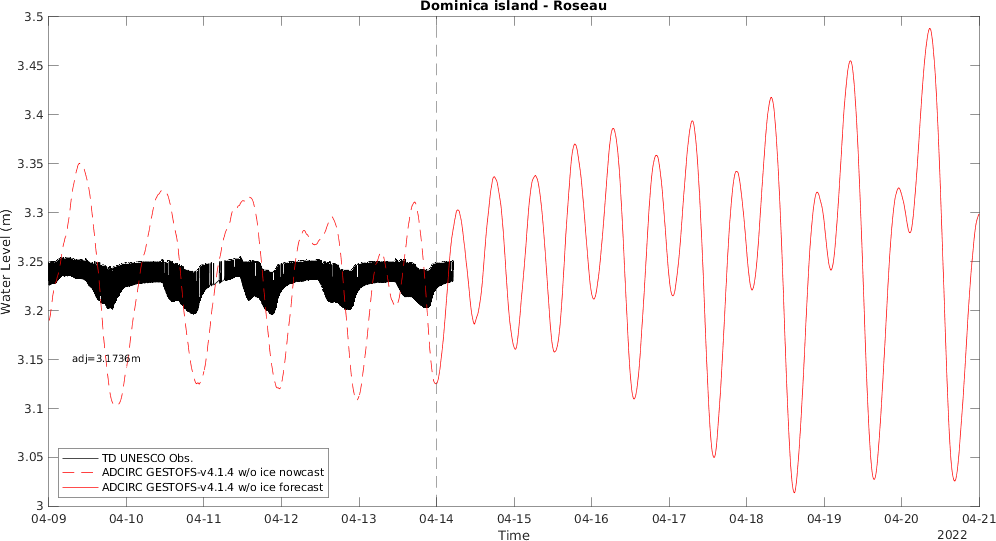 Dominica island - Roseau
3.5
3.45
3.4
3.35
3.3
3.25
3.2
3.15
3.1
3.05
3
Water Level (m)
adj=3.1736m
TD UNESCO Obs.
ADCIRC GESTOFS-v4.1.4 w/o ice nowcast
ADCIRC GESTOFS-v4.1.4 w/o ice forecast
04-09 04-10 04-11 04-12 04-13 04-14 04-15 04-16 04-17 04-18 04-19 04-20 04-21
Time
2022